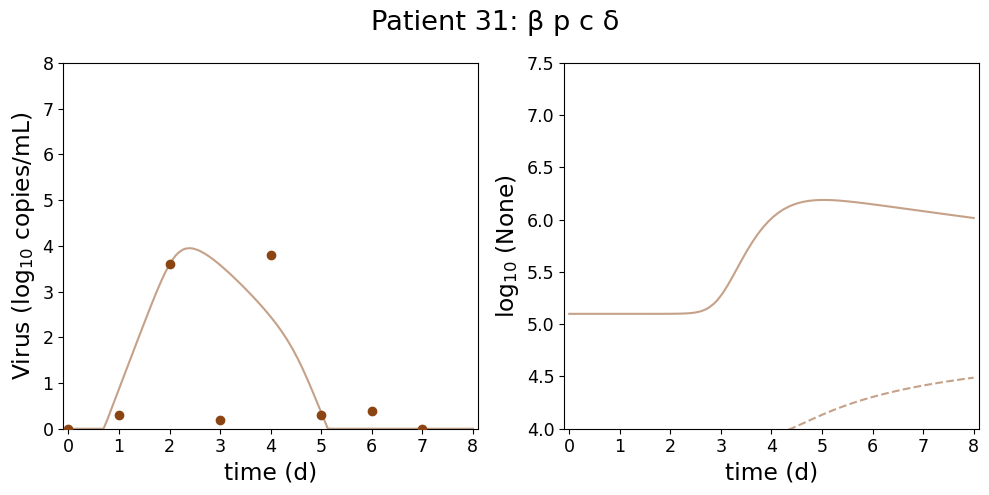 Patient 31: β p c δ
Virus (log10 copies/mL)
8
7
6
5
4
3
2
1
0
0 1 2 3 4 5 6 7 8
time (d)
log10 (None)
7.5
7.0
6.5
6.0
5.5
5.0
4.5
4.0
0 1 2 3 4 5 6 7 8
time (d)